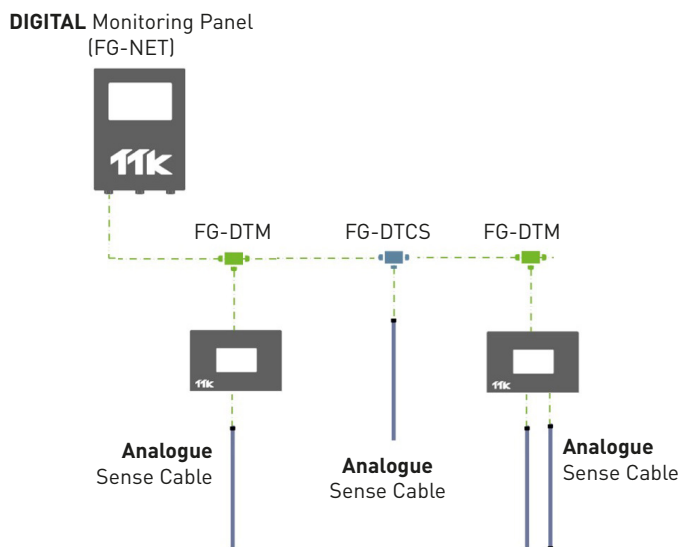 DIGITAL Monitoring Panel
(FG-NET)
TTK
FG-DTM
FG-DTCS
FG-DTM
TTK
TTK
Analogue
Sense Cable
Analogue
Sense Cable
Analogue
Sense Cable